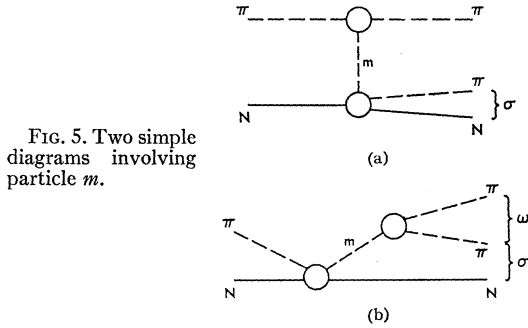 π π
m
π
N N
σ
(a)
FIG. 5. Two simple
diagrams involving
particle m.
π
π
m
ω
π
σ
N N
(b)